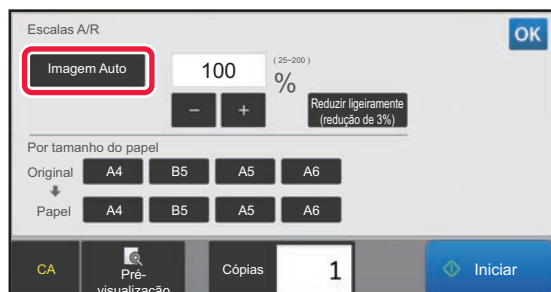 Escalas A/R
OK
Imagem Auto
100
(25~200)
%
Reduzir ligeiramente
(redução de 3%)
Por tamanho do papel
Original A4 B5 A5 A6
Papel A4 B5 A5 A6
CA
Pré-
visualização
Cópias
1
Iniciar